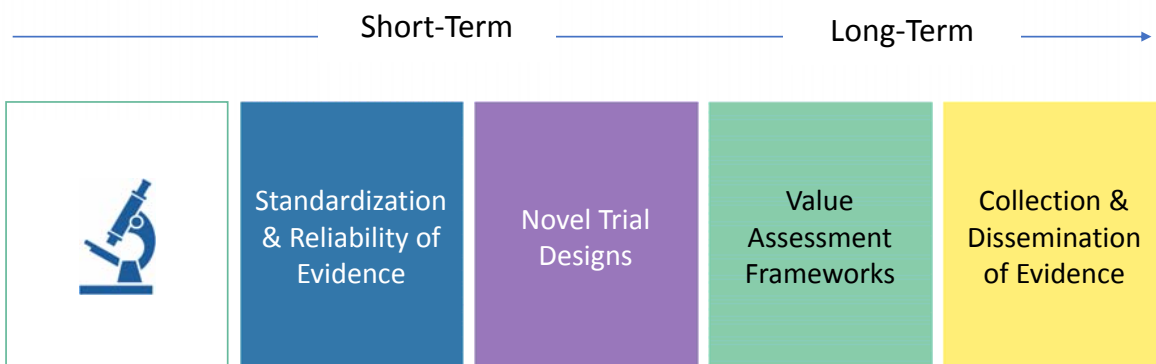 Short-Term
Long-Term
Standardization
& Reliability of
Evidence
Novel Trial
Designs
Value
Assessment
Frameworks
Collection &
Dissemination
of Evidence